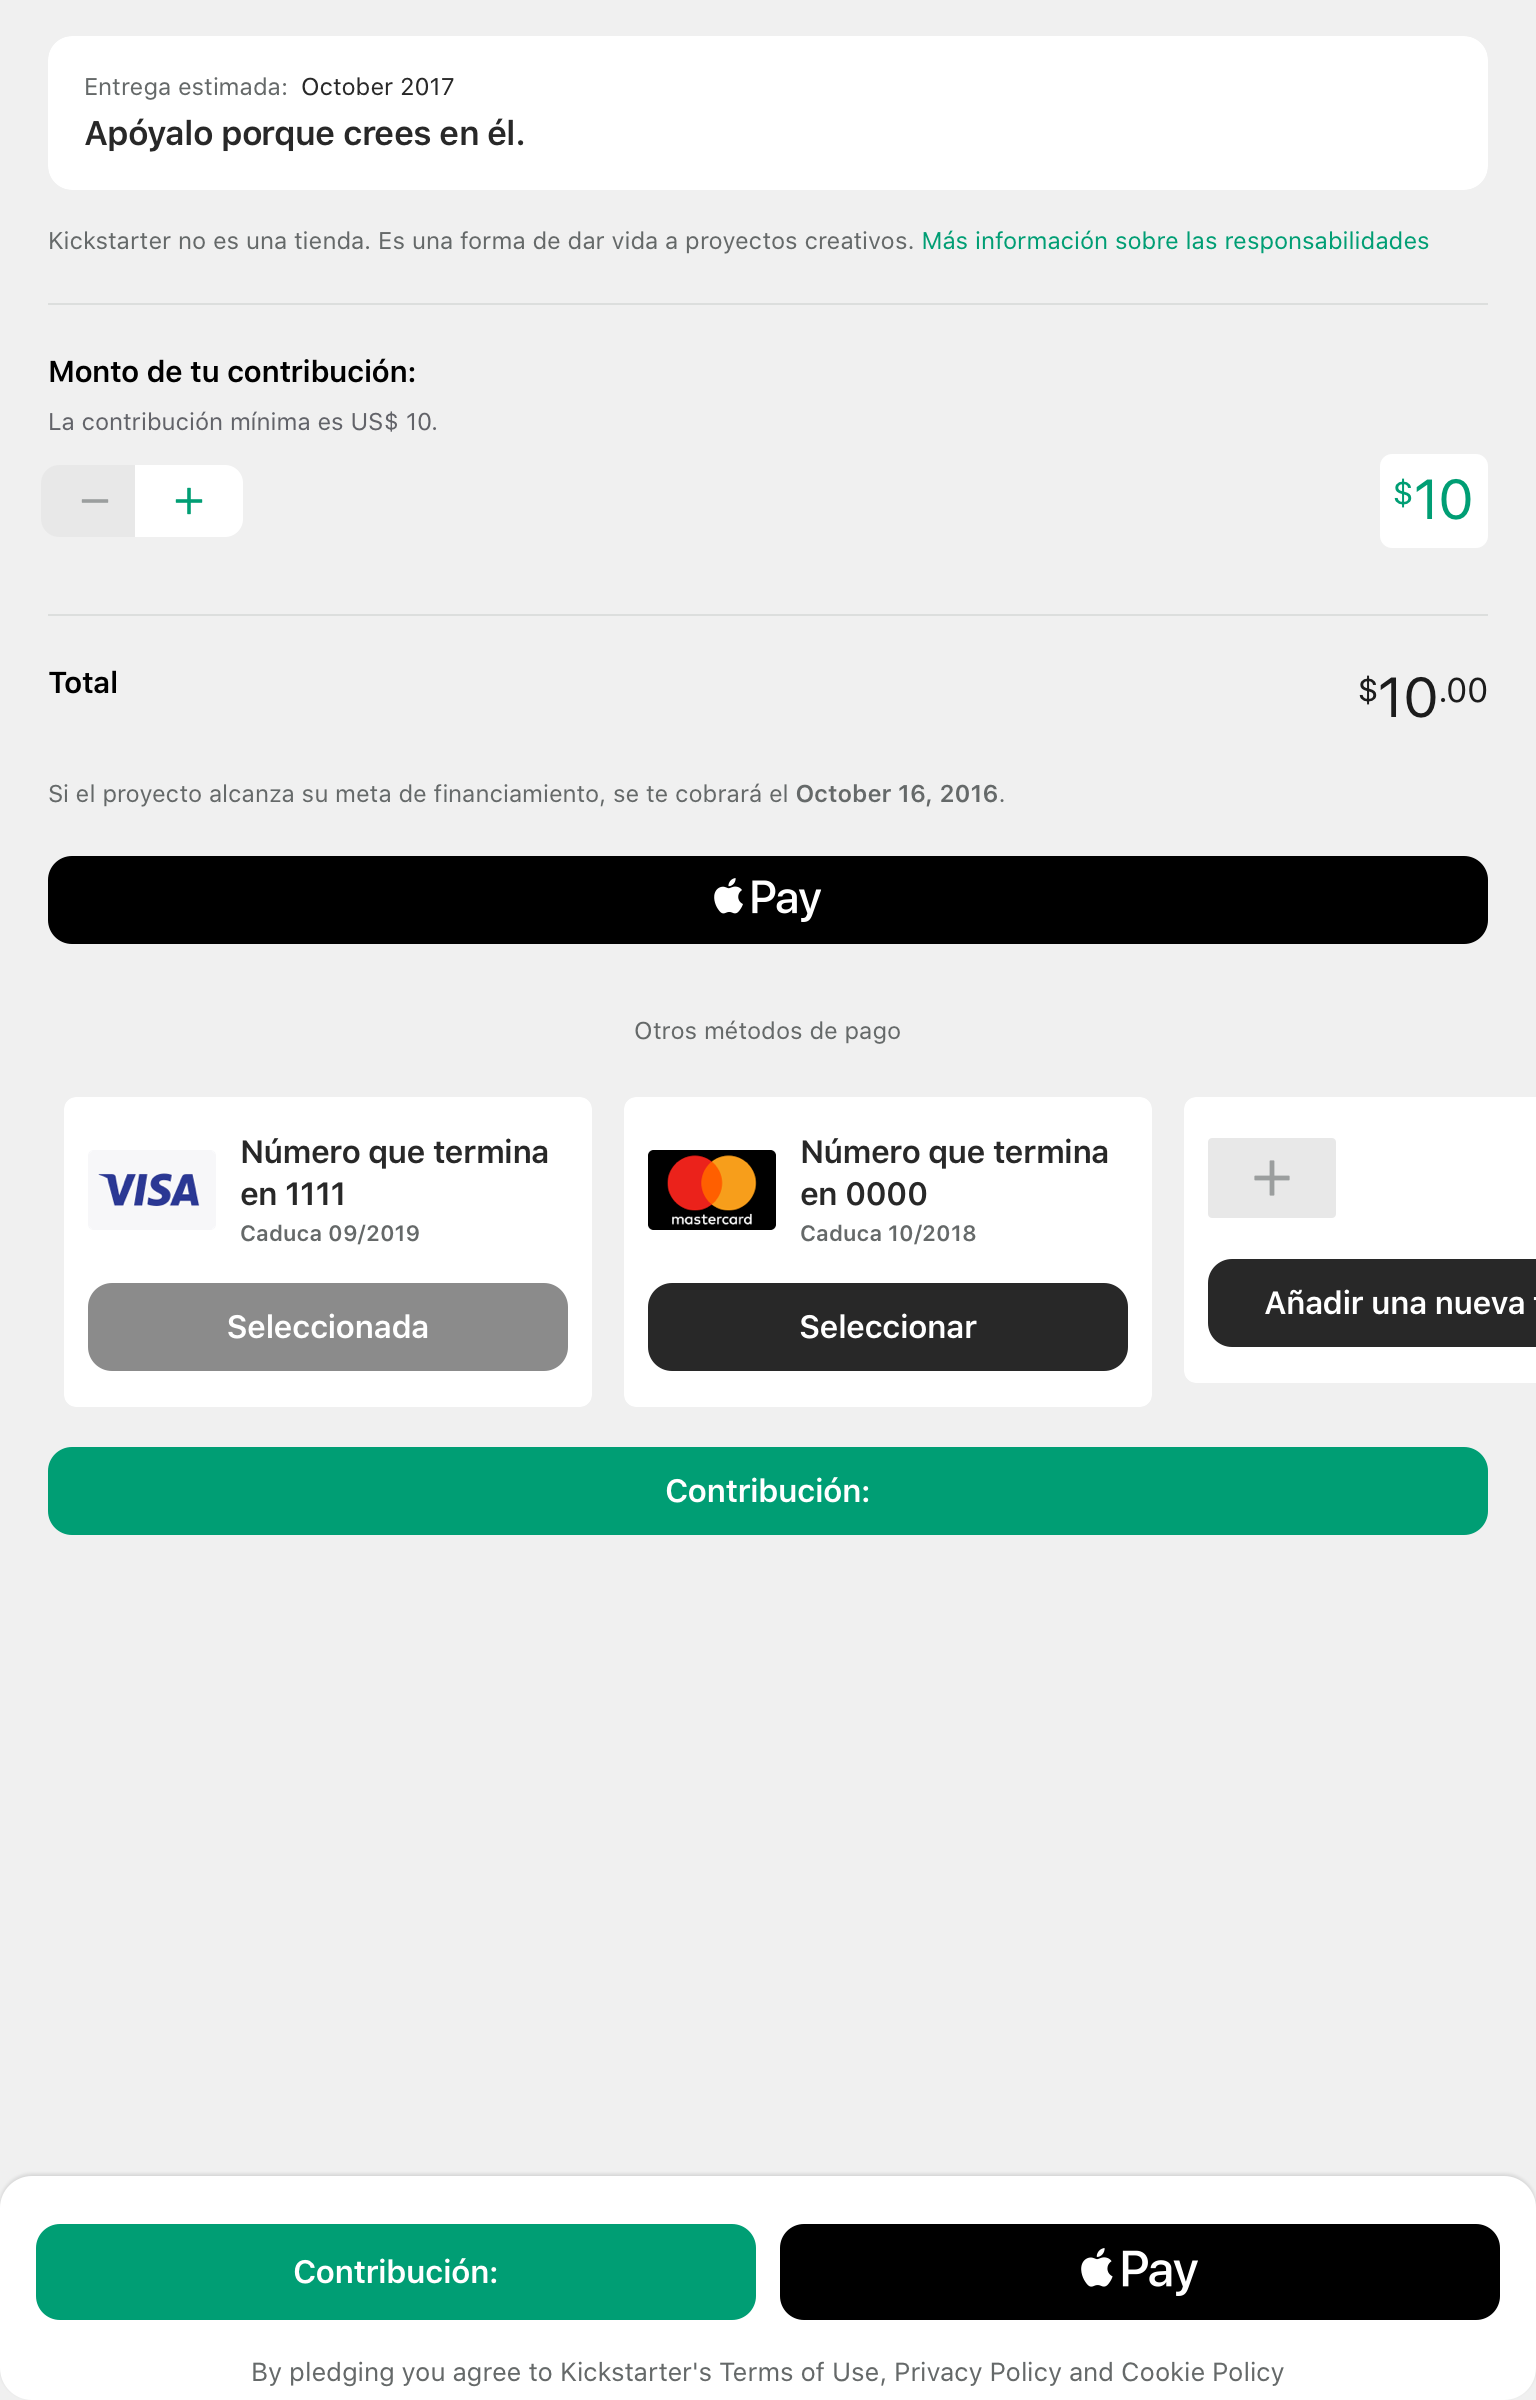 Entrega estimada: October 2017
Apóyalo porque crees en él.
Kickstarter no es una tienda. Es una forma de dar vida a proyectos creativos. Más información sobre las responsabilidades
Monto de tu contribución:
La contribución mínima es US$ 10.
$10
Total
$10.00
Si el proyecto alcanza su meta de financiamiento, se te cobrará el October 16, 2016.
Pay
Otros métodos de pago
VISA
Número que termina
en 1111
Caduca 09/2019
Seleccionada
mastercard
Número que termina
en 0000
Caduca 10/2018
Seleccionar
Añadir una nueva
Contribución:
Contribución:
Pay
By pledging you agree to Kickstarter's Terms of Use, Privacy Policy and Cookie Policy